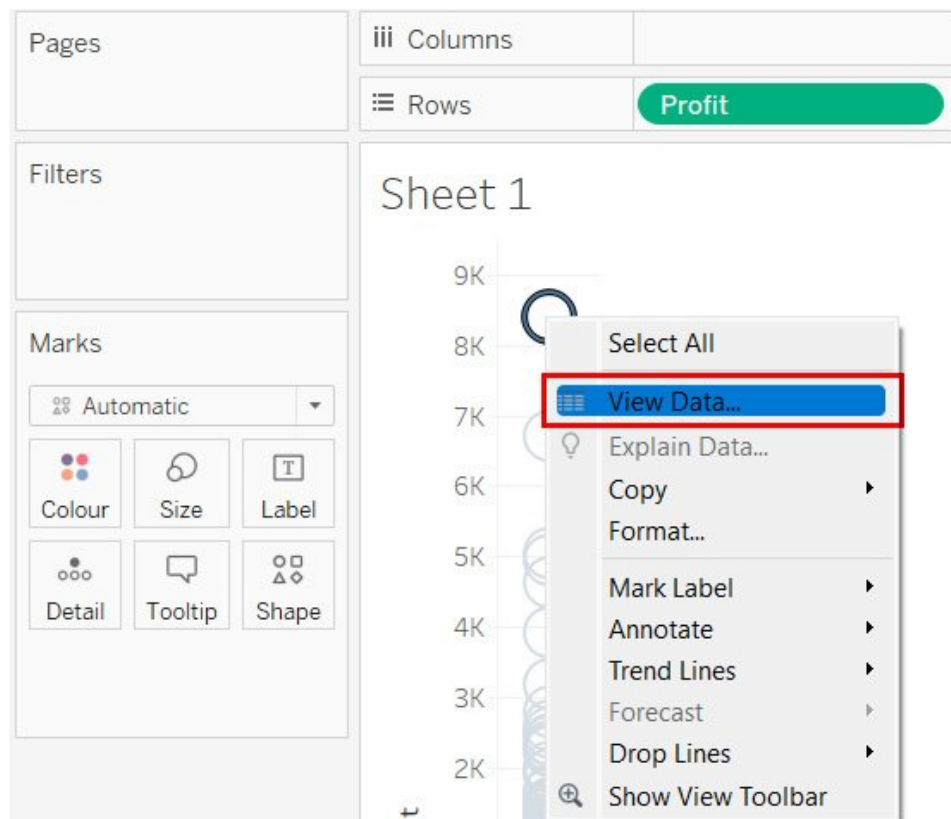 Pages
Columns
Rows
Profit
Filters
Sheet 1
Marks
Automatic
Colour
Size
T
Label
Detail
Tooltip
Shape
9K
8K
7K
6K
5K
4K
3K
2K
Select All
View Data...
Explain Data...
Copy
Format...
Mark Label
Annotate
Trend Lines
Forecast
Drop Lines
Show View Toolbar